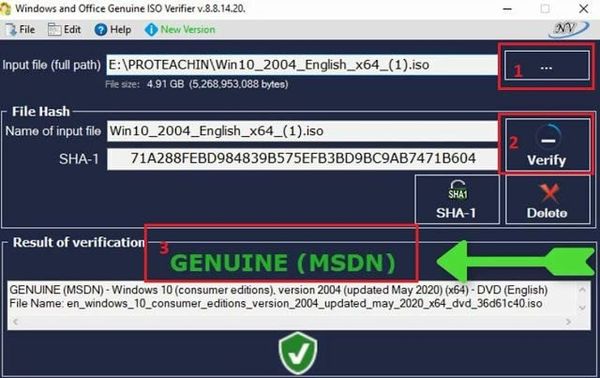 Windows and Office Genuine ISO Verifier v.8.8.14.20.
File Edit Help New Version NV
Input file (full path) E:\PROTEACHIN\Win10_2004_English_x64_(1).iso 1 ...
File size: 4.91 GB (5,268,953,088 bytes)
File Hash
Name of input file Win10_2004_English_x64_(1).iso 2
SHA-1 71A288FEBD984839B575EFB3BD9BC9AB7471B604 Verify
SHA1
SHA-1 Delete
Result of verification 3
GENUINE (MSDN)
GENUINE (MSDN) - Windows 10 (consumer editions), version 2004 (updated May 2020) (x64) - DVD (English)
File Name: en_windows_10_consumer_editions_version_2004_updated_may_2020_x64_dvd_36d61c40.iso